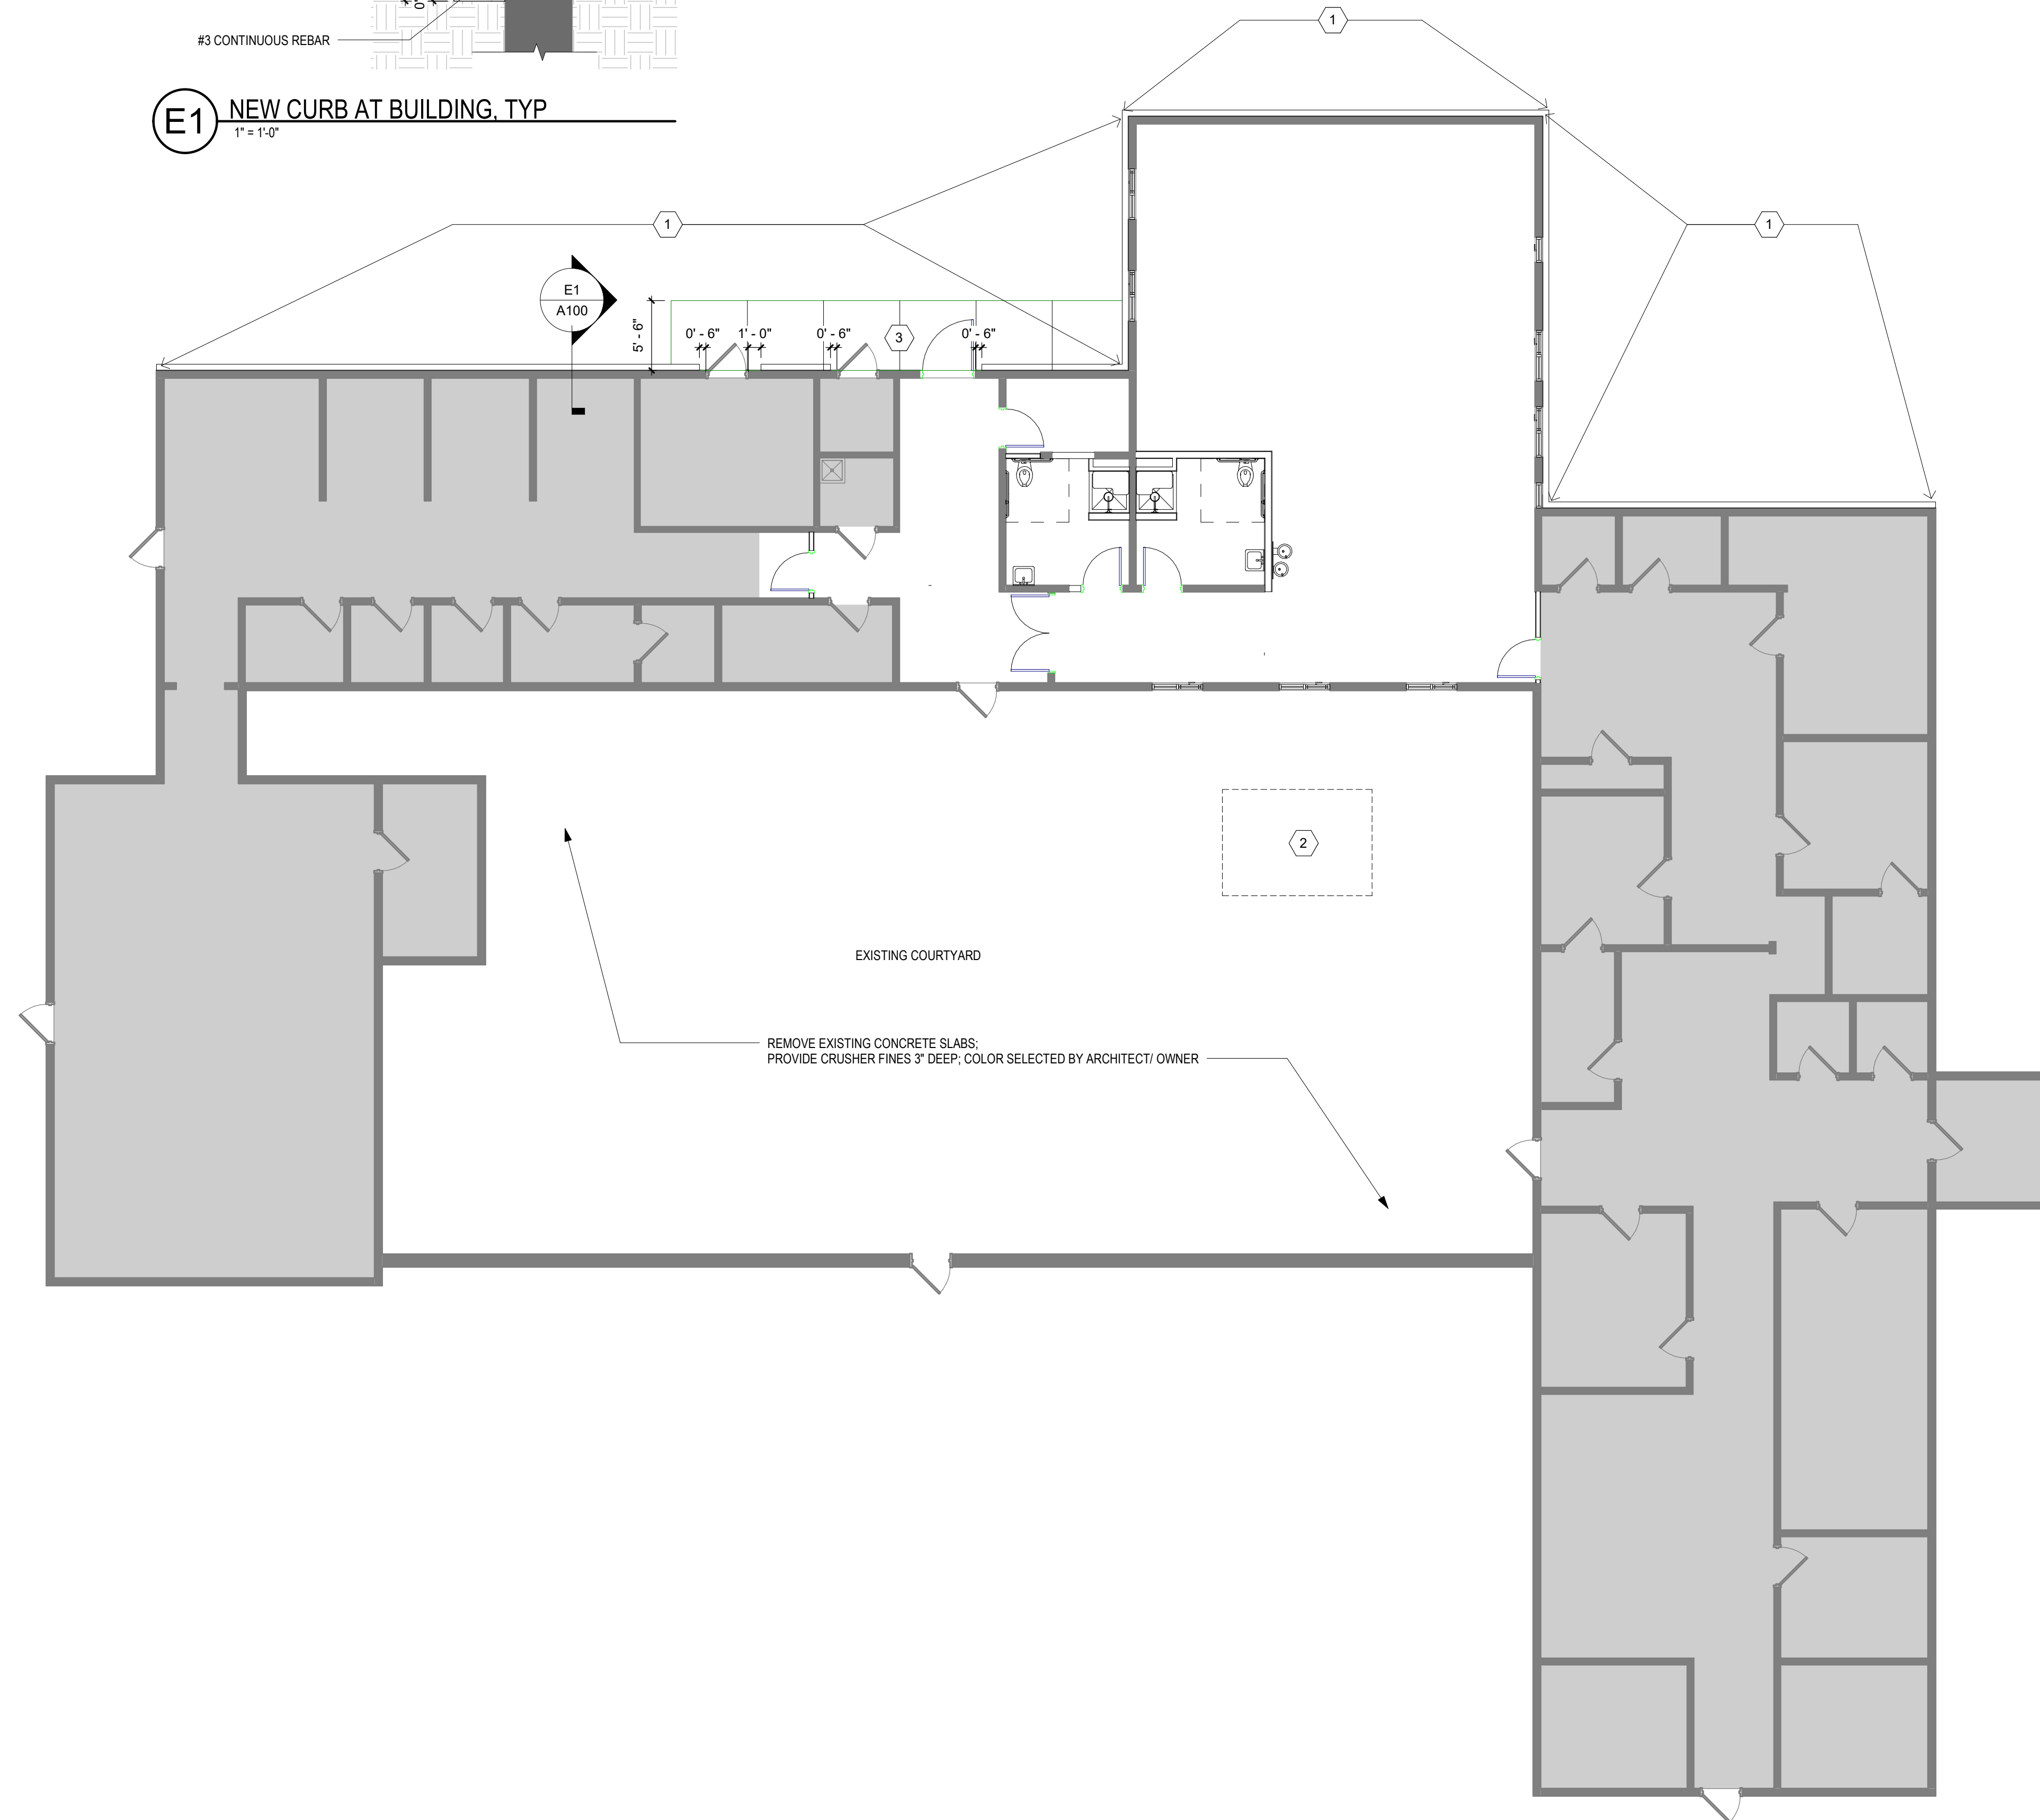 0'
#3 CONTINUOUS REBAR
E1
NEW CURB AT BUILDING, TYP
1" = 1'-0"
1
1
1
E1
A100
5' - 6"
0' - 6"
1' - 0"
0' - 6"
3
0' - 6"
2
EXISTING COURTYARD
REMOVE EXISTING CONCRETE SLABS;
PROVIDE CRUSHER FINES 3" DEEP; COLOR SELECTED BY ARCHITECT/ OWNER